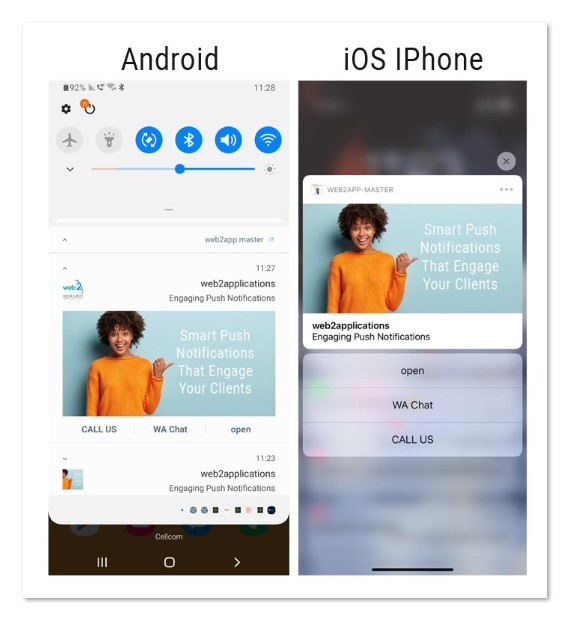 Android
iOS IPhone
92%
11:28
web2app master
11:27
web2
application
web2applications
Engaging Push Notifications
Smart Push
Notifications
That Engage
Your Clients
CALL US
WA Chat
open
11:23
web2applications
Engaging Push Notifications
Cellcom
WEB2APP-MASTER
Smart Push
Notifications
That Engage
Your Clients
web2applications
Engaging Push Notifications
open
WA Chat
CALL US